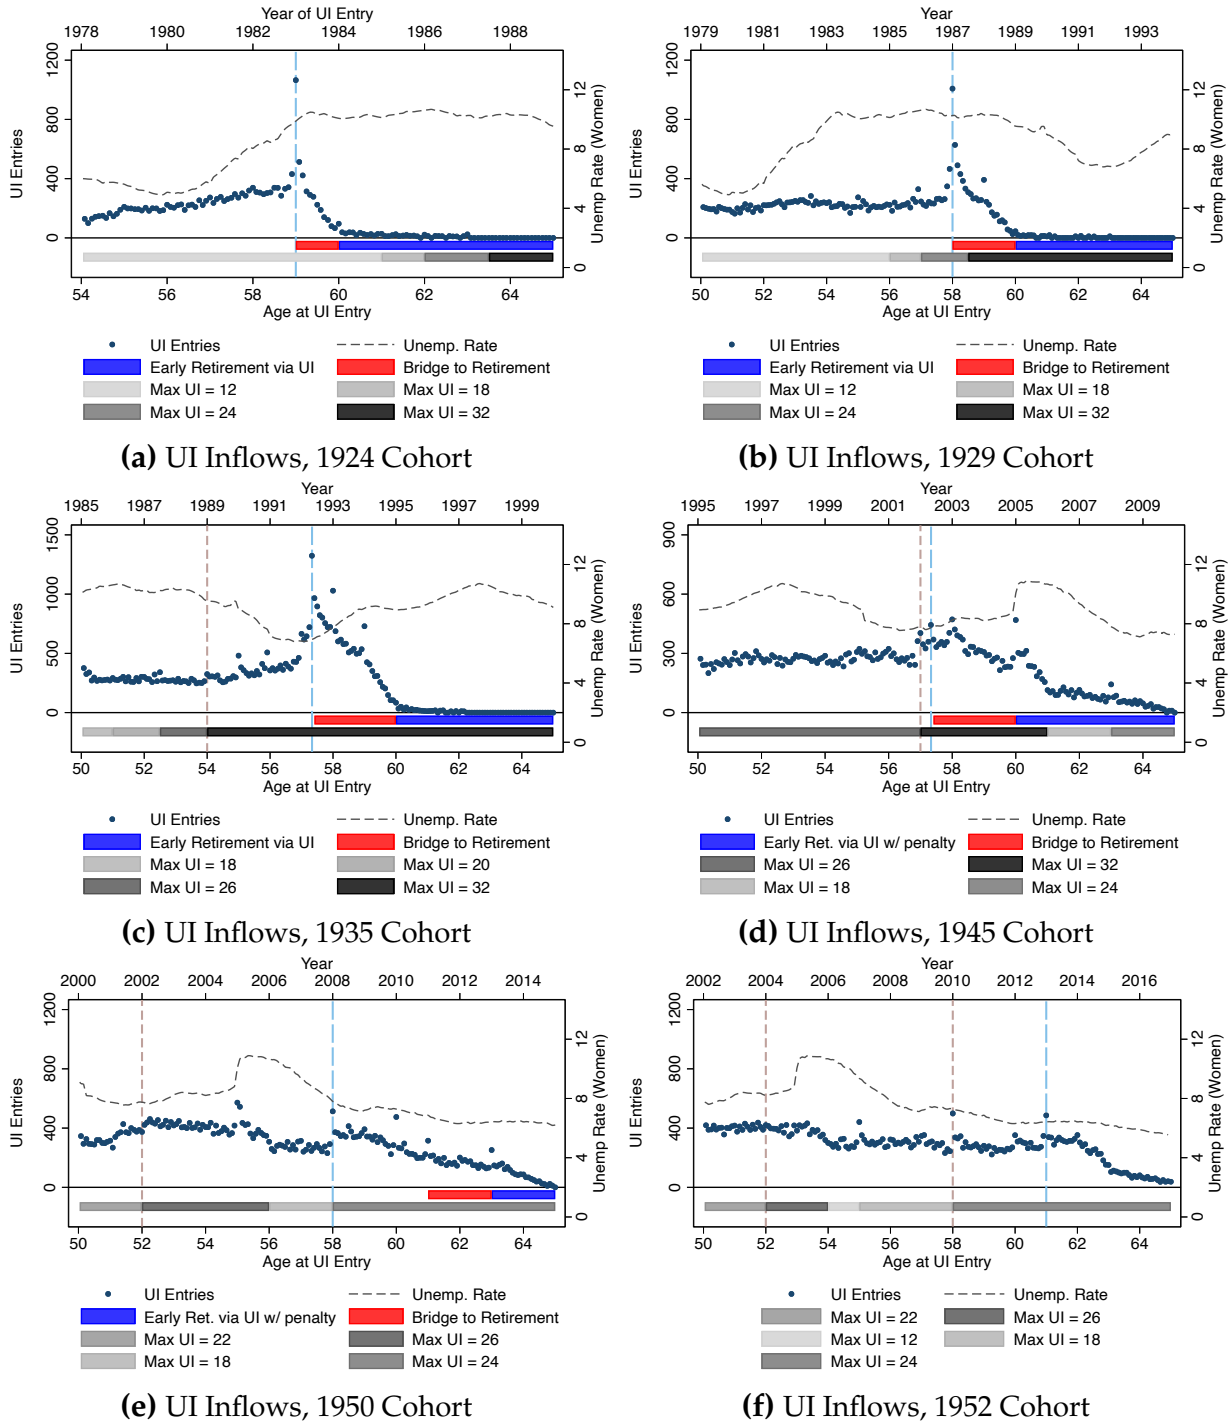 Year of UI Entry
1978 1980 1982 1984 1986 1988
UI Entries
1200
800
400
0
Unemp Rate (Women)
12
8
4
0
54 56 58 60 62 64
Age at UI Entry
UI Entries
Unemp. Rate
Early Retirement via UI
Bridge to Retirement
Max UI = 12
Max UI = 18
Max UI = 24
Max UI = 32
(a) UI Inflows, 1924 Cohort
Year
1979 1981 1983 1985 1987 1989 1991 1993
UI Entries
1200
800
400
0
Unemp Rate (Women)
12
8
4
0
50 52 54 56 58 60 62 64
Age at UI Entry
UI Entries
Unemp. Rate
Early Retirement via UI
Bridge to Retirement
Max UI = 12
Max UI = 18
Max UI = 24
Max UI = 32
(b) UI Inflows, 1929 Cohort
Year
1985 1987 1989 1991 1993 1995 1997 1999
UI Entries
1500
1000
500
0
Unemp Rate (Women)
12
8
4
0
50 52 54 56 58 60 62 64
Age at UI Entry
UI Entries
Unemp. Rate
Early Retirement via UI
Bridge to Retirement
Max UI = 18
Max UI = 20
Max UI = 26
Max UI = 32
(c) UI Inflows, 1935 Cohort
Year
1995 1997 1999 2001 2003 2005 2007 2009
UI Entries
900
600
300
0
Unemp Rate (Women)
12
8
4
0
50 52 54 56 58 60 62 64
Age at UI Entry
UI Entries
Unemp. Rate
Early Ret. via UI w/ penalty
Bridge to Retirement
Max UI = 26
Max UI = 32
Max UI = 18
Max UI = 24
(d) UI Inflows, 1945 Cohort
Year
2000 2002 2004 2006 2008 2010 2012 2014
UI Entries
1200
800
400
0
Unemp Rate (Women)
12
8
4
0
50 52 54 56 58 60 62 64
Age at UI Entry
UI Entries
Unemp. Rate
Early Ret. via UI w/ penalty
Bridge to Retirement
Max UI = 22
Max UI = 26
Max UI = 18
Max UI = 24
(e) UI Inflows, 1950 Cohort
Year
2002 2004 2006 2008 2010 2012 2014 2016
UI Entries
1200
800
400
0
Unemp Rate (Women)
12
8
4
0
50 52 54 56 58 60 62 64
Age at UI Entry
UI Entries
Unemp. Rate
Max UI = 22
Max UI = 26
Max UI = 12
Max UI = 18
Max UI = 24
(f) UI Inflows, 1952 Cohort